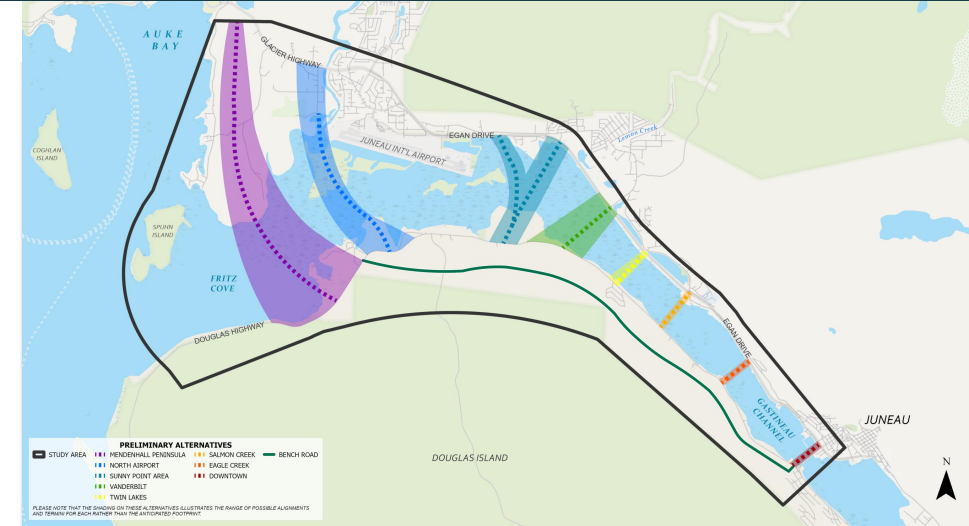 AUKE
BAY
GLACIER HIGHWAY
COGHLAN
ISLAND
JUNEAU INT'L AIRPORT
EGAN DRIVE
Lemon Creek
SPUHN
ISLAND
FRITZ
COVE
DOUGLAS HIGHWAY
EGAN DRIVE
GASTINEAU
CHANNEL
JUNEAU
DOUGLAS ISLAND
N
PRELIMINARY ALTERNATIVES
STUDY AREA
MENDENHALL PENINSULA
NORTH AIRPORT
SUNNY POINT AREA
VANDERBILT
TWIN LAKES
SALMON CREEK
EAGLE CREEK
DOWNTOWN
BENCH ROAD
PLEASE NOTE THAT THE SHADING ON THESE ALTERNATIVES ILLUSTRATES THE RANGE OF POSSIBLE ALIGNMENTS
AND TERMINI FOR EACH RATHER THAN THE ANTICIPATED FOOTPRINT.